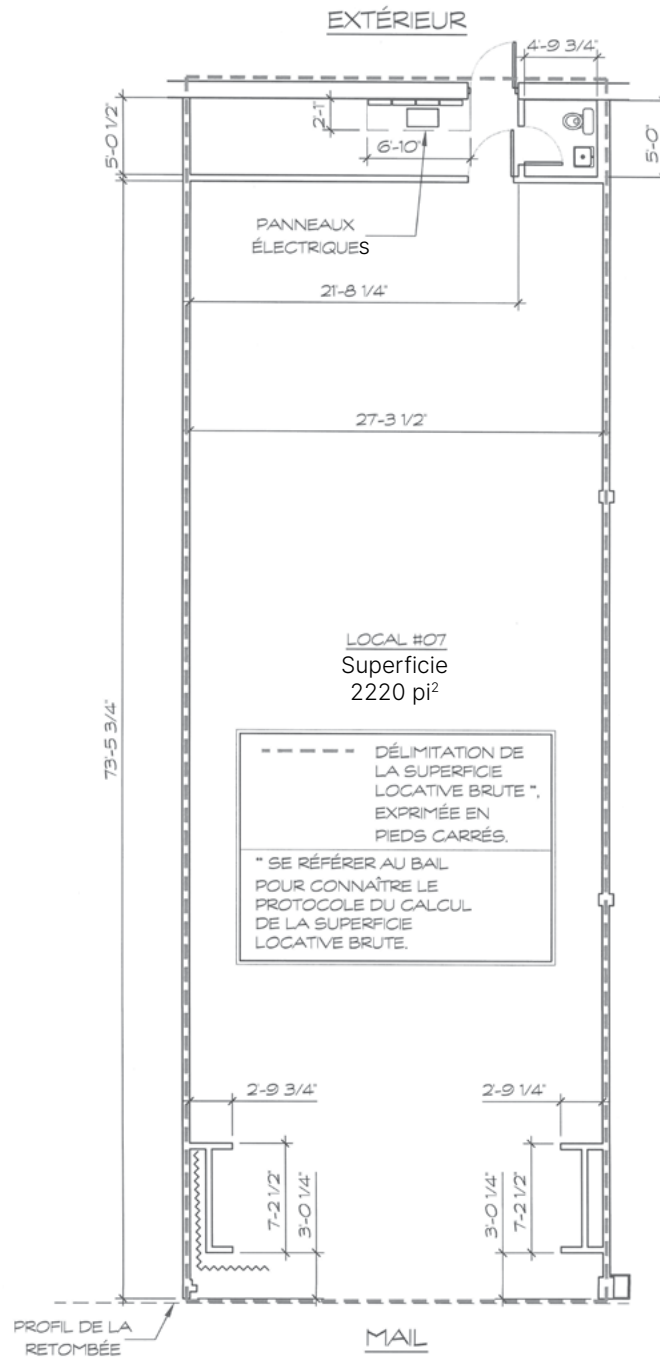 EXTÉRIEUR
4'-9 3/4"
5'-0 1/2"
2'-1"
6'-10"
5'-0"
PANNEAUX
ÉLECTRIQUES
21'-8 1/4"
27'-3 1/2"
LOCAL #07
Superficie
2220 pi²
73'-5 3/4"
DÉLIMITATION DE
LA SUPERFICIE
LOCATIVE BRUTE *,
EXPRIMÉE EN
PIEDS CARRÉS.
* SE RÉFÉRER AU BAIL
POUR CONNAÎTRE LE
PROTOCOLE DU CALCUL
DE LA SUPERFICIE
LOCATIVE BRUTE.
2'-9 3/4"
2'-9 1/4"
7'-2 1/2"
3'-0 1/4"
3'-0 1/4"
7'-2 1/2"
PROFIL DE LA
RETOMBÉE
MAIL